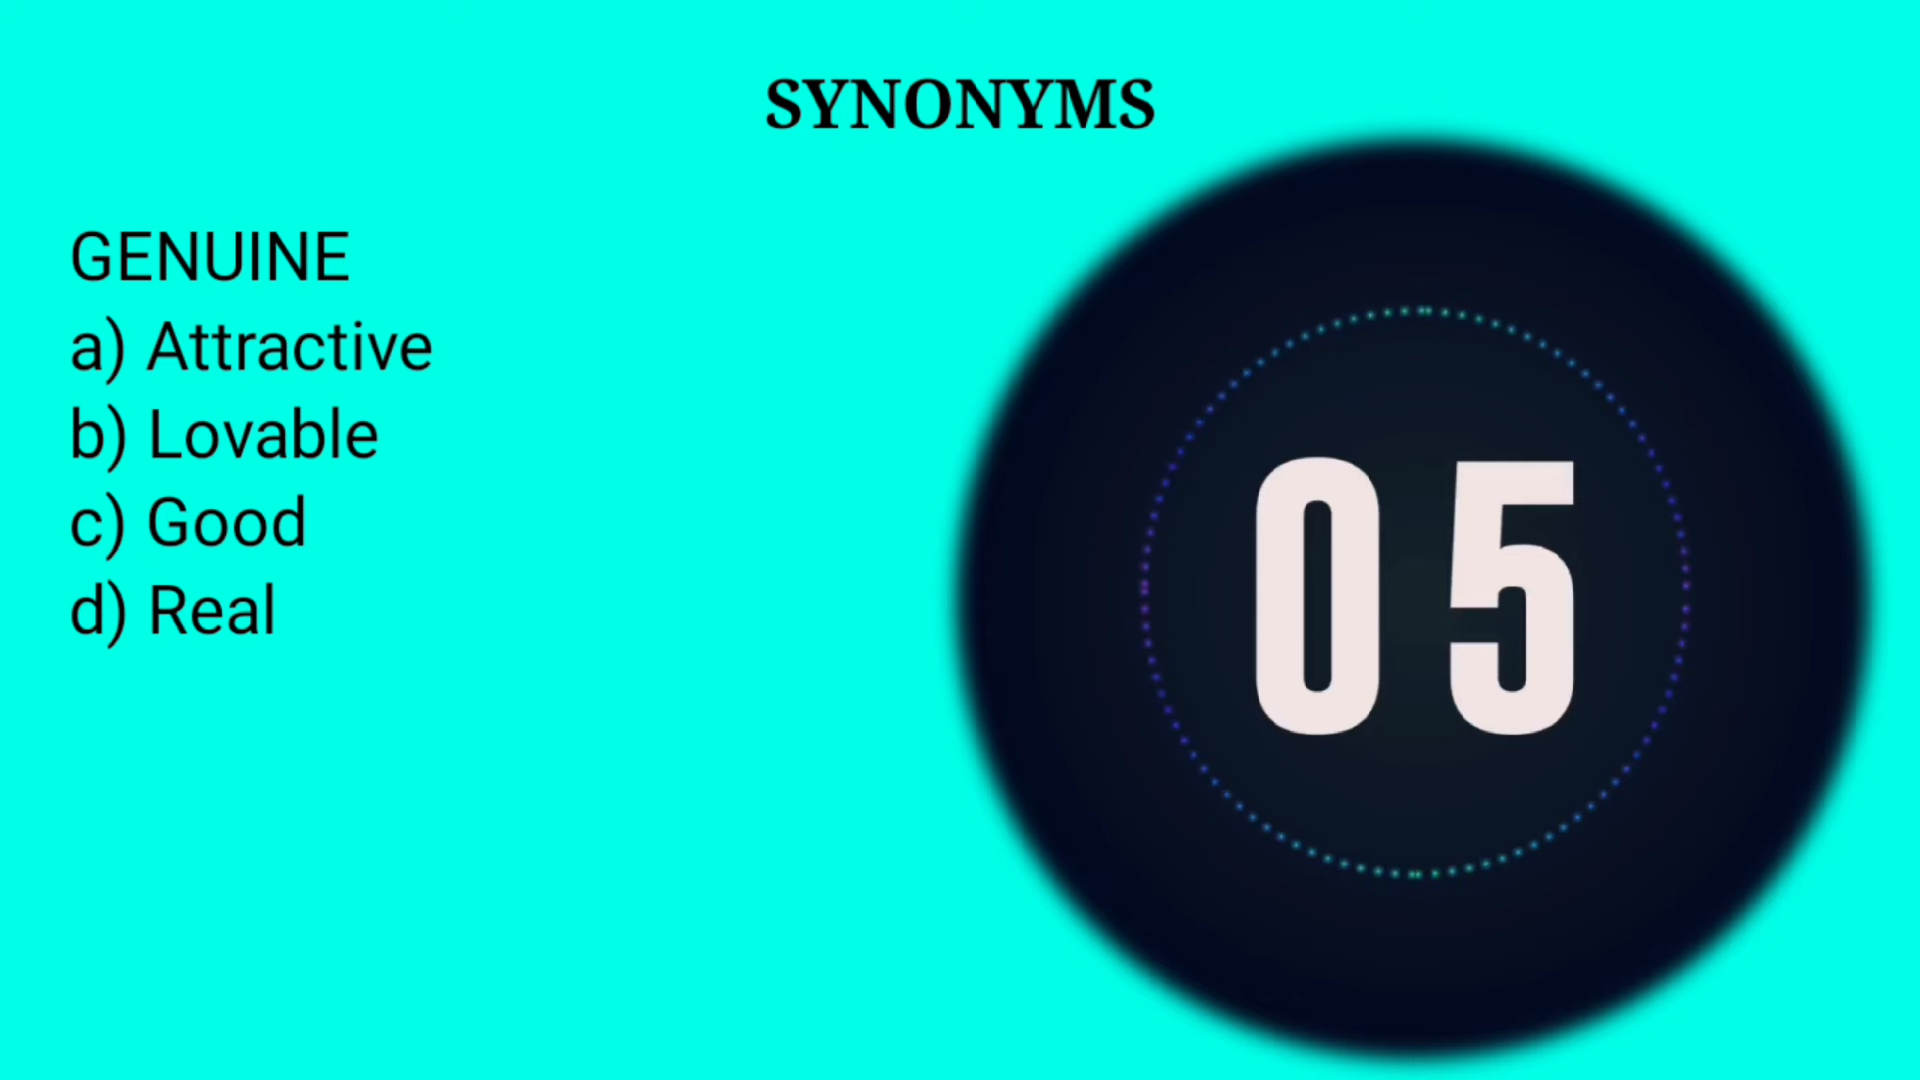 SYNONYMS
GENUINE
a) Attractive
b) Lovable
c) Good
d) Real
05